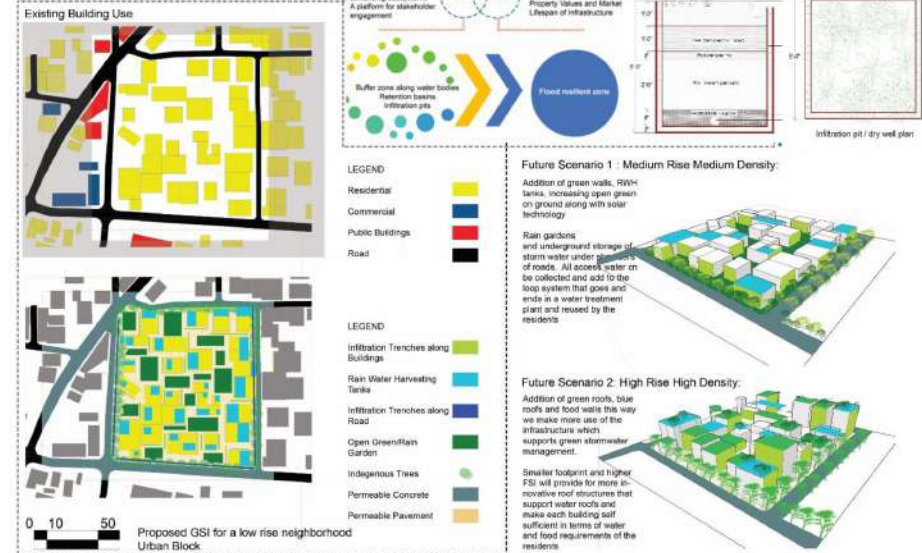 Existing Building Use
A platform for stakeholder
engagement
Property Values and Market
Lifespan of Infrastructure
Buffer zone along water bodies
Retention basins
Infiltration pits
Flood resilient zone
Infiltration pit / dry well plan
LEGEND
Residential
Commercial
Public Buildings
Road
LEGEND
Infiltration Trenches along
Buildings
Rain Water Harvesting
Tanks
Infiltration Trenches along
Road
Open Green/Rain
Garden
Indegenous Trees
Permeable Concrete
Permeable Pavement
0 10 50
Proposed GSI for a low rise neighborhood
Urban Block
Future Scenario 1 : Medium Rise Medium Density:
Addition of green walls, RWH
tanks, increasing open green
on ground along with solar
technology
Rain gardens
and underground storage of
storm water under
of roads. All access water on
be collected and add to the
loop system that goes and
ends in a water treatment
plant and reused by the
residents
Future Scenario 2: High Rise High Density:
Addition of green roofs, blue
roofs and food walls this way
we make more use of the
infrastructure which
supports green stormwater
management.
Smaller footprint and higher
FSI will provide for more in-
novative roof structures that
support water roofs and
make each building self
sufficient in terms of water
and food requirements of the
residents